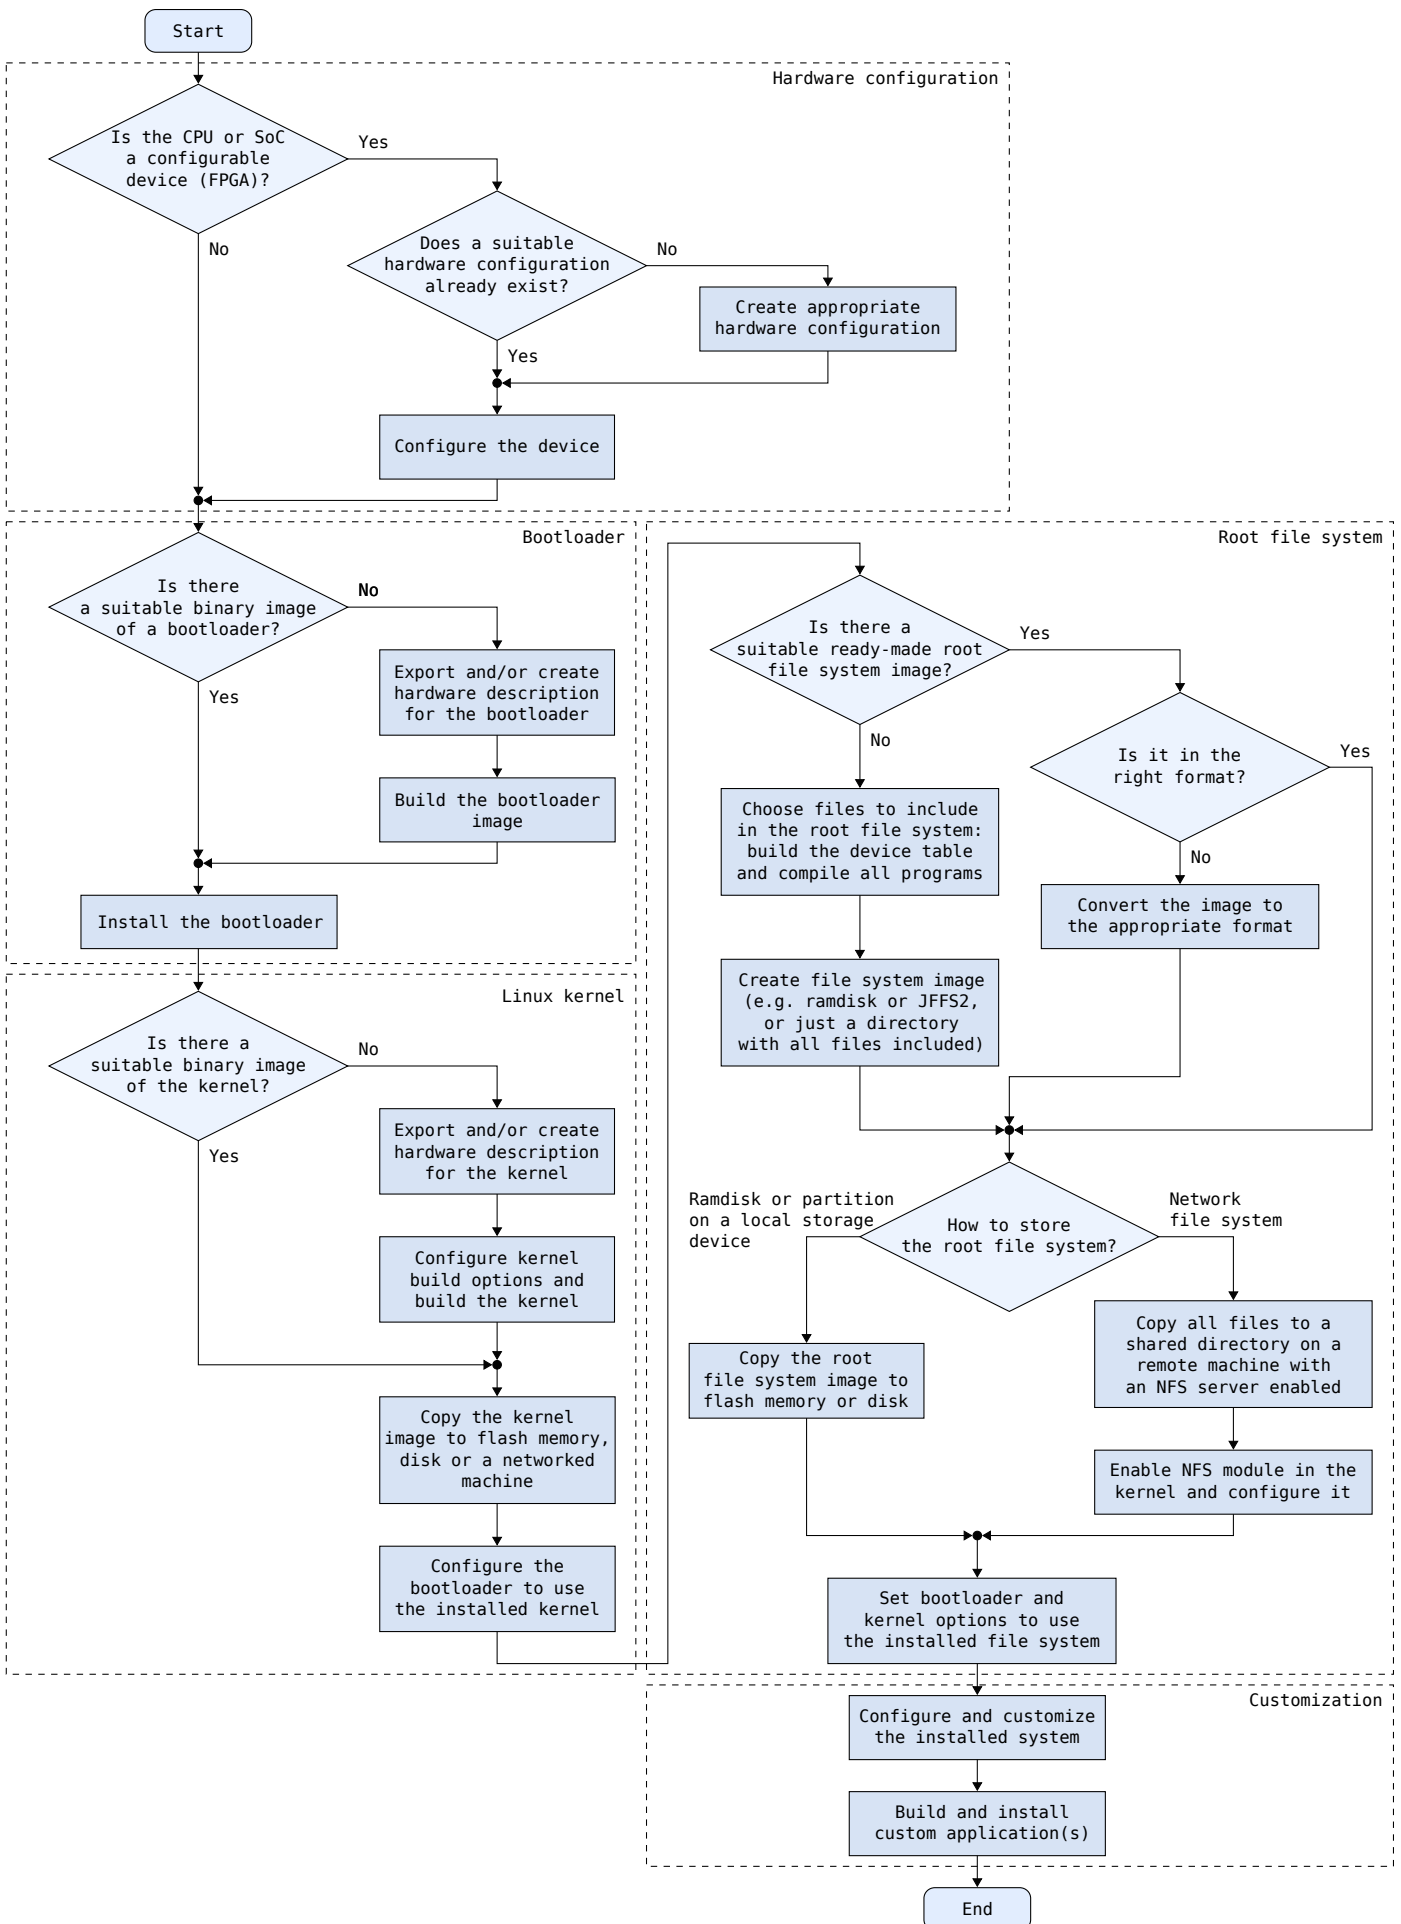 Start
Hardware configuration
Is the CPU or SoC
a configurable
device (FPGA)?
Yes
No
Does a suitable
hardware configuration
already exist?
No
Yes
Create appropriate
hardware configuration
Configure the device
Bootloader
Is there
a suitable binary image
of a bootloader?
No
Yes
Export and/or create
hardware description
for the bootloader
Build the bootloader
image
Install the bootloader
Linux kernel
Is there a
suitable binary image
of the kernel?
No
Yes
Export and/or create
hardware description
for the kernel
Configure kernel
build options and
build the kernel
Copy the kernel
image to flash memory,
disk or a networked
machine
Configure the
bootloader to use
the installed kernel
Root file system
Is there a
suitable ready-made root
file system image?
Yes
No
Is it in the
right format?
Yes
No
Choose files to include
in the root file system:
build the device table
and compile all programs
Convert the image to
the appropriate format
Create file system image
(e.g. ramdisk or JFFS2,
or just a directory
with all files included)
How to store
the root file system?
Ramdisk or partition
on a local storage
device
Network
file system
Copy the root
file system image to
flash memory or disk
Copy all files to a
shared directory on a
remote machine with
an NFS server enabled
Enable NFS module in the
kernel and configure it
Set bootloader and
kernel options to use
the installed file system
Customization
Configure and customize
the installed system
Build and install
custom application(s)
End